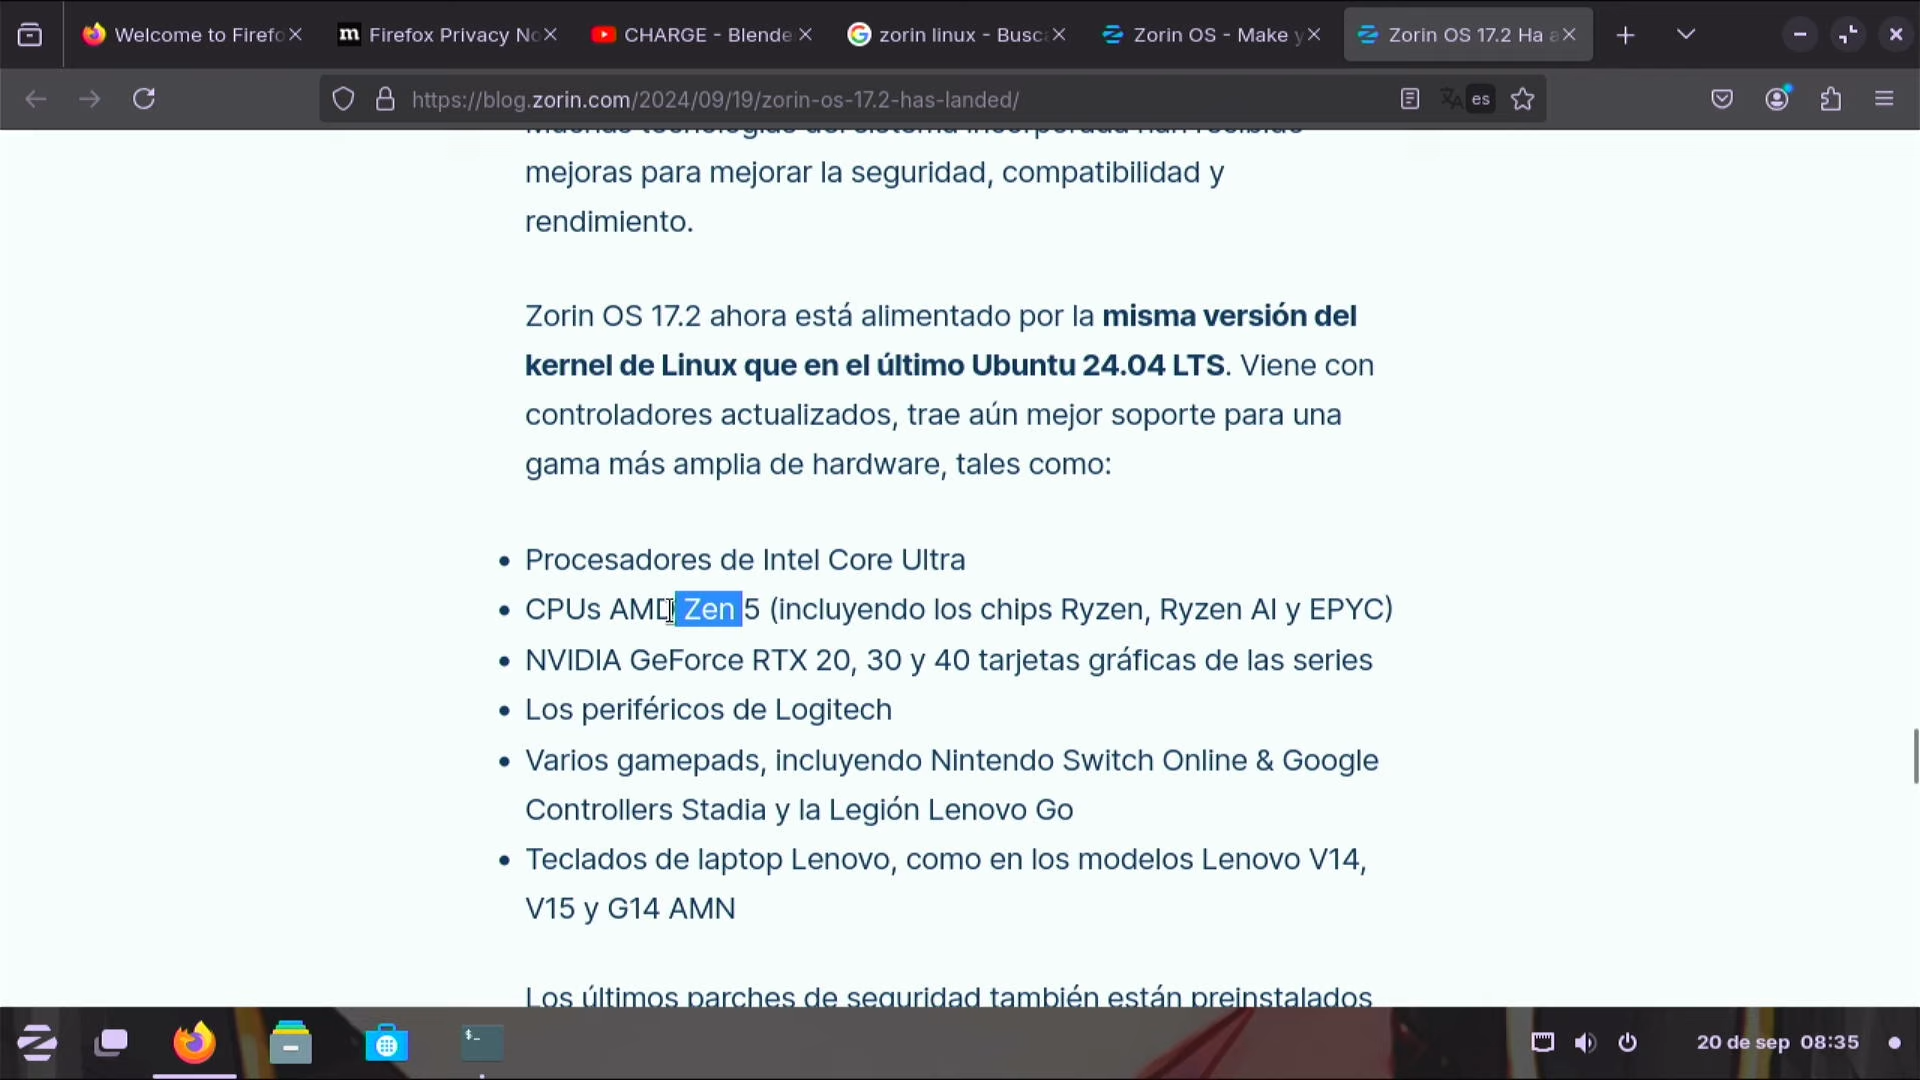 Welcome to Firefo
Firefox Privacy No
CHARGE - Blende
zorin linux - Busca
Zorin OS - Make y
Zorin OS 17.2 Ha a
https://blog.zorin.com/2024/09/19/zorin-os-17.2-has-landed/
es
Muchas tecnologías del sistema incorporada han recibido
mejoras para mejorar la seguridad, compatibilidad y
rendimiento.
Zorin OS 17.2 ahora está alimentado por la misma versión del
kernel de Linux que en el último Ubuntu 24.04 LTS. Viene con
controladores actualizados, trae aún mejor soporte para una
gama más amplia de hardware, tales como:
• Procesadores de Intel Core Ultra
• CPUs AMD Zen 5 (incluyendo los chips Ryzen, Ryzen AI y EPYC)
• NVIDIA GeForce RTX 20, 30 y 40 tarjetas gráficas de las series
• Los periféricos de Logitech
• Varios gamepads, incluyendo Nintendo Switch Online & Google
Controllers Stadia y la Legión Lenovo Go
• Teclados de laptop Lenovo, como en los modelos Lenovo V14,
V15 y G14 AMN
Los últimos parches de seguridad también están preinstalados
20 de sep 08:35